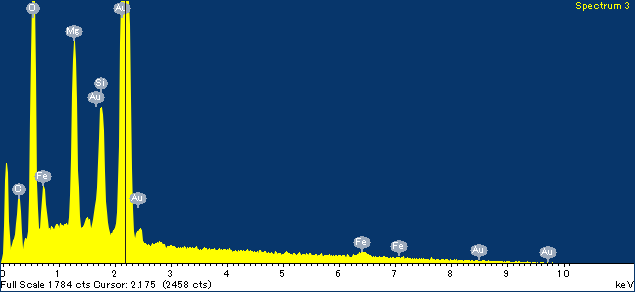 Spectrum 3
O Au
Mg
Si
Au
Fe
Au
Fe Fe Au Au
0 1 2 3 4 5 6 7 8 9 10
Full Scale 1784 cts Cursor: 2.175 (2458 cts) keV